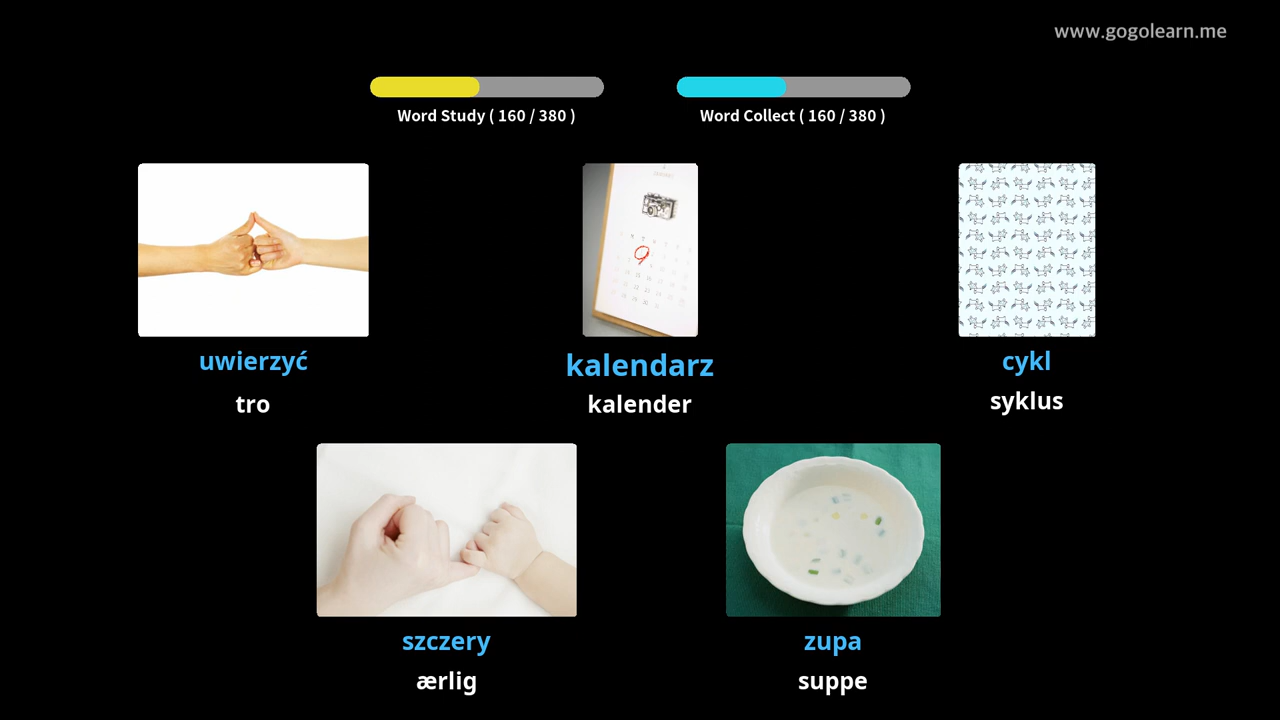 www.gogolearn.me
Word Study ( 160 / 380 )
Word Collect ( 160 / 380 )
uwierzyć
tro
kalendarz
kalender
cykl
syklus
szczery
ærlig
zupa
suppe